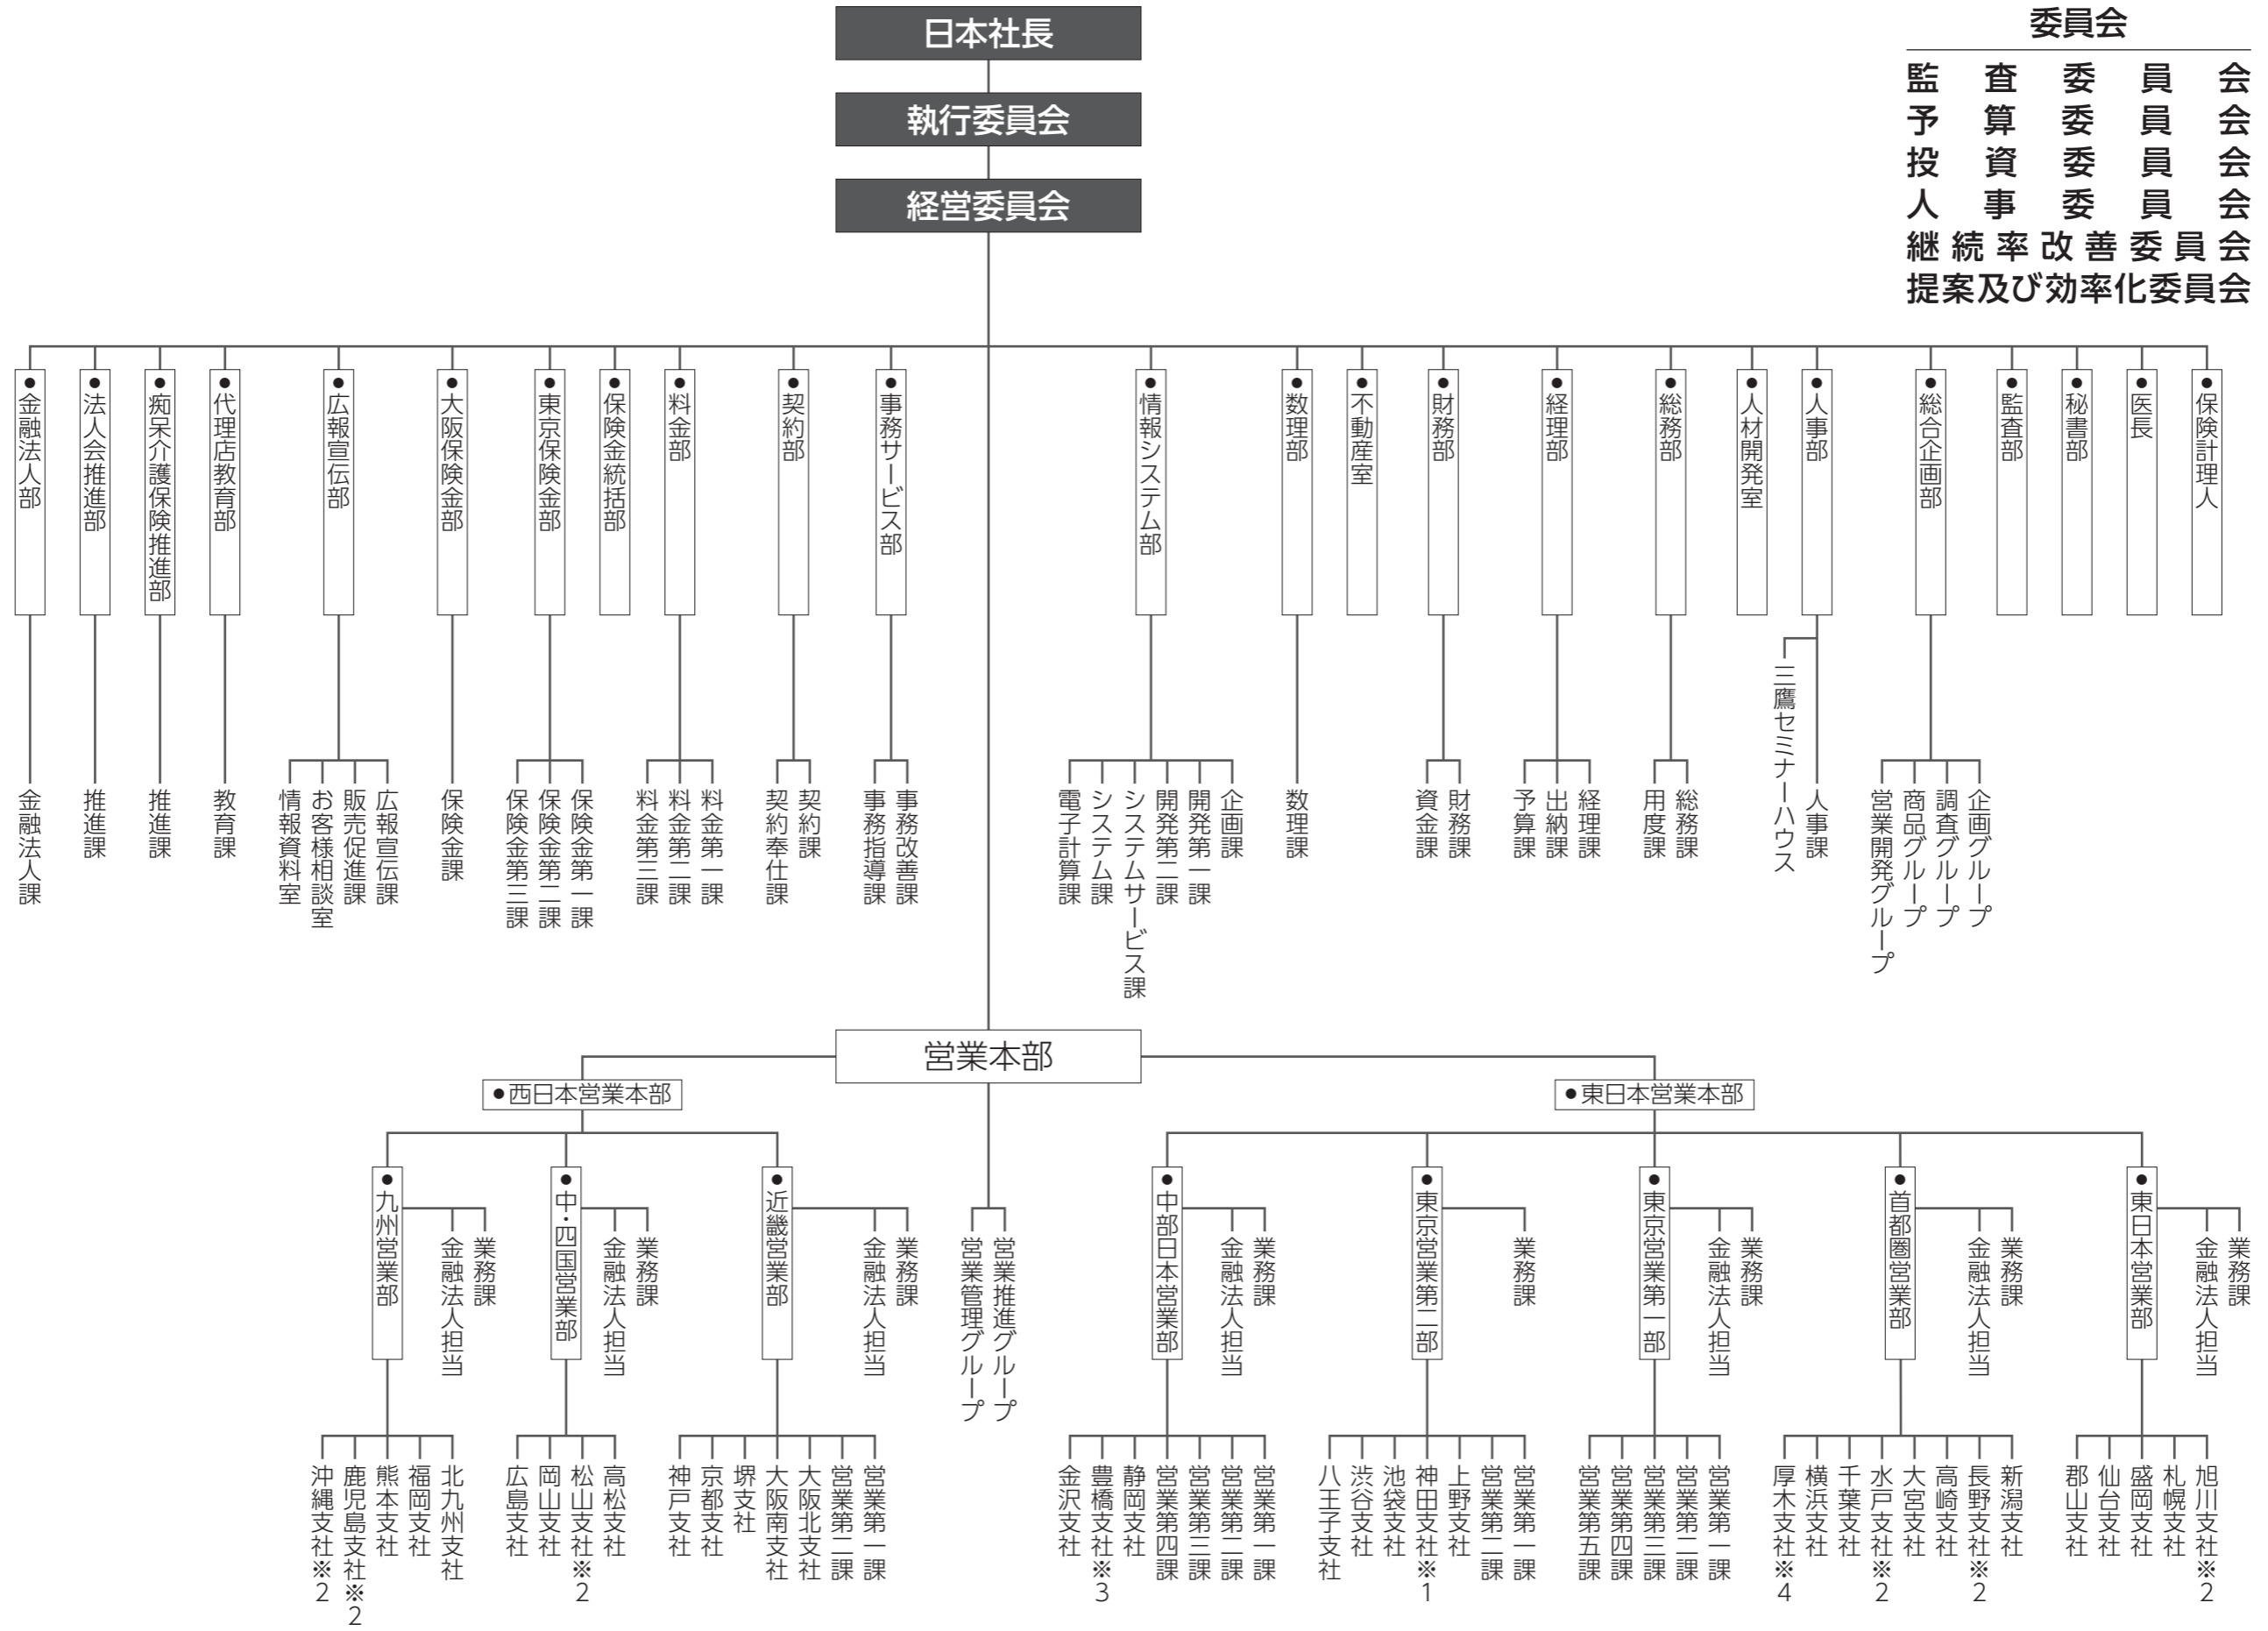 日本社長
執行委員会
経営委員会
委員会
監査委員会
予算委員会
投資委員会
人事委員会
継続率改善委員会
提案及び効率化委員会
●保険計理人
●医長
●秘書部
●監査部
●総合企画部
●人事部
●人材開発室
●総務部
●経理部
●財務部
●不動産室
●数理部
●情報システム部
●事務サービス部
●契約部
●料金部
●保険金統括部
●東京保険金部
●大阪保険金部
●広報宣伝部
●代理店教育部
●痴呆介護保険推進部
●法人会推進部
●金融法人部
企画グループ
調査グループ
商品グループ
営業開発グループ
人事課
三鷹セミナーハウス
総務課
用度課
経理課
出納課
予算課
財務課
資金課
数理課
企画課
開発第一課
開発第二課
システムサービス課
システム課
電子計算課
事務改善課
事務指導課
契約課
契約奉仕課
料金第一課
料金第二課
料金第三課
保険金第一課
保険金第二課
保険金第三課
保険金課
広報宣伝課
販売促進課
お客様相談室
情報資料室
教育課
推進課
推進課
金融法人課
営業本部
●東日本営業本部
●西日本営業本部
●東日本営業部
業務課
金融法人担当
●首都圏営業部
業務課
金融法人担当
●東京営業第一部
業務課
金融法人担当
●東京営業第二部
業務課
●中部日本営業部
業務課
金融法人担当
営業推進グループ
営業管理グループ
●近畿営業部
業務課
金融法人担当
●中・四国営業部
業務課
金融法人担当
●九州営業部
業務課
金融法人担当
旭川支社※2
札幌支社
盛岡支社
仙台支社
郡山支社
新潟支社
長野支社※2
高崎支社
大宮支社
水戸支社※2
千葉支社
横浜支社
厚木支社※4
営業第一課
営業第二課
営業第三課
営業第四課
営業第五課
営業第一課
営業第二課
上野支社
神田支社※1
池袋支社
渋谷支社
八王子支社
営業第一課
営業第二課
営業第三課
営業第四課
静岡支社
豊橋支社※3
金沢支社
営業第一課
営業第二課
大阪北支社
大阪南支社
堺支社
京都支社
神戸支社
高松支社
松山支社※2
岡山支社
広島支社
北九州支社
福岡支社
熊本支社
鹿児島支社※2
沖縄支社※2